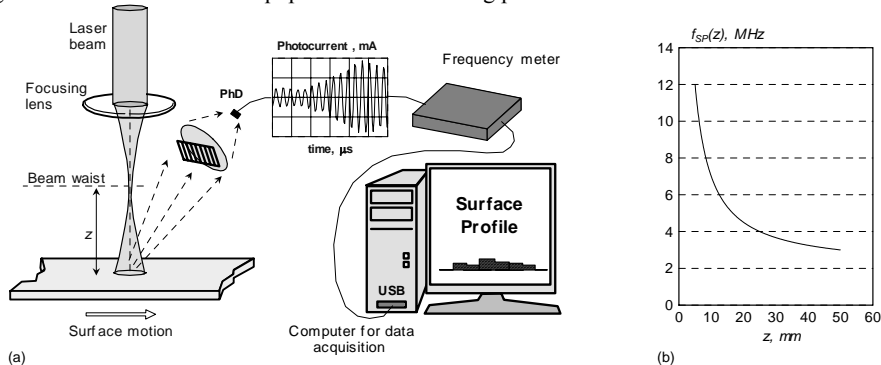 Laser
beam
Focusing
lens
Beam waist
z
Surface motion
(a)
PhD
Photocurrent , mA
time, μs
Frequency meter
Surface
Profile
USB
Computer for data
acquisition
f_SP(z), MHz
14
12
10
8
6
4
2
0
0 10 20 30 40 50 60
z, mm
(b)